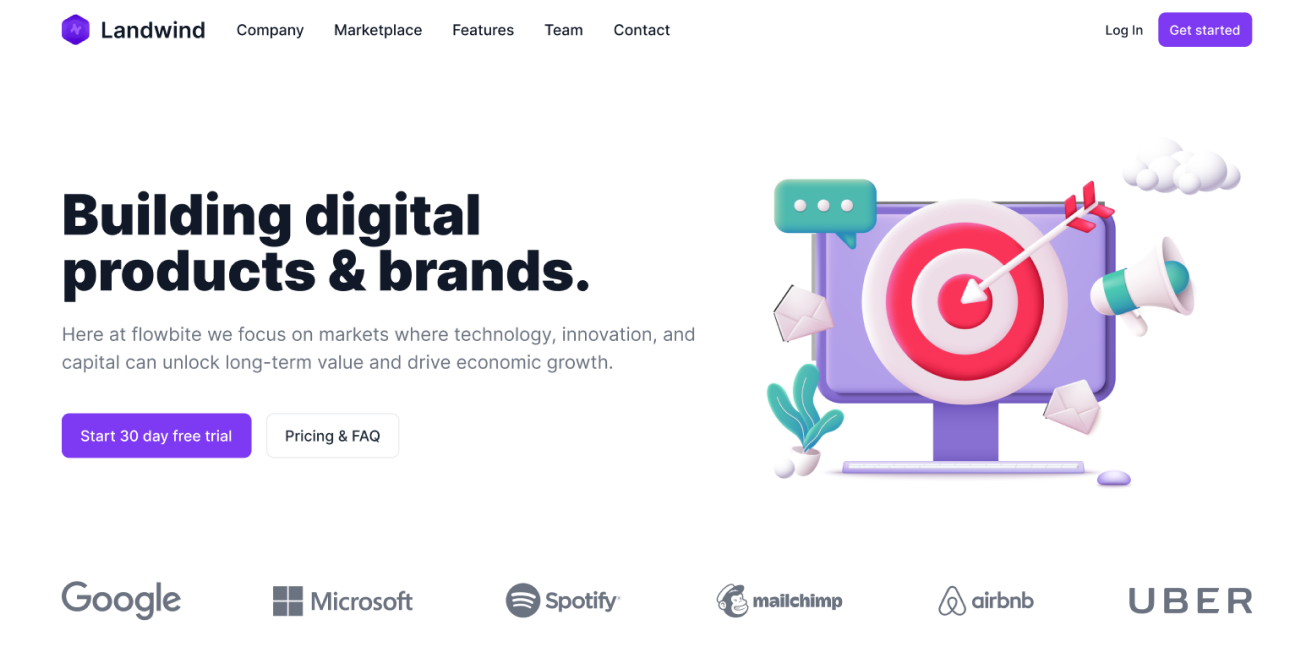 Landwind Company Marketplace Features Team Contact Log In Get started
Building digital
products & brands.
Here at flowbite we focus on markets where technology, innovation, and
capital can unlock long-term value and drive economic growth.
Start 30 day free trial Pricing & FAQ
Google Microsoft Spotify mailchimp airbnb UBER